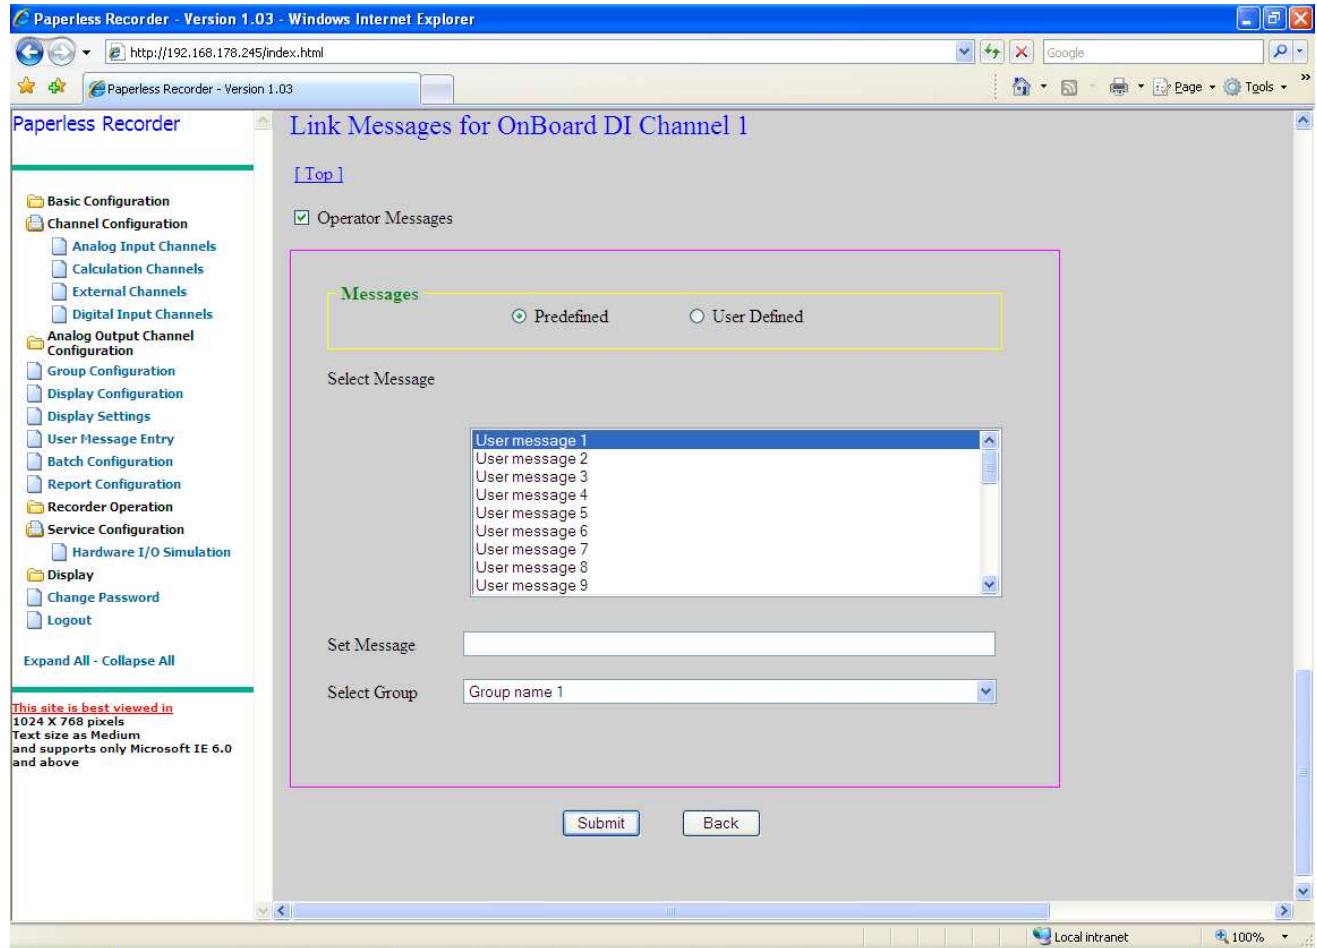 Paperless Recorder - Version 1.03 - Windows Internet Explorer
http://192.168.178.245/index.html
Google
Paperless Recorder - Version 1.03
Page
Tools
»
Paperless Recorder
Basic Configuration
Channel Configuration
Analog Input Channels
Calculation Channels
External Channels
Digital Input Channels
Analog Output Channel
Configuration
Group Configuration
Display Configuration
Display Settings
User Message Entry
Batch Configuration
Report Configuration
Recorder Operation
Service Configuration
Hardware I/O Simulation
Display
Change Password
Logout
Expand All - Collapse All
This site is best viewed in
1024 X 768 pixels
Text size as Medium
and supports only Microsoft IE 6.0
and above
Link Messages for OnBoard DI Channel 1
[ Top ]
Operator Messages
Messages
Predefined
User Defined
Select Message
User message 1
User message 2
User message 3
User message 4
User message 5
User message 6
User message 7
User message 8
User message 9
Set Message
Select Group
Group name 1
Submit
Back
Local intranet
100%